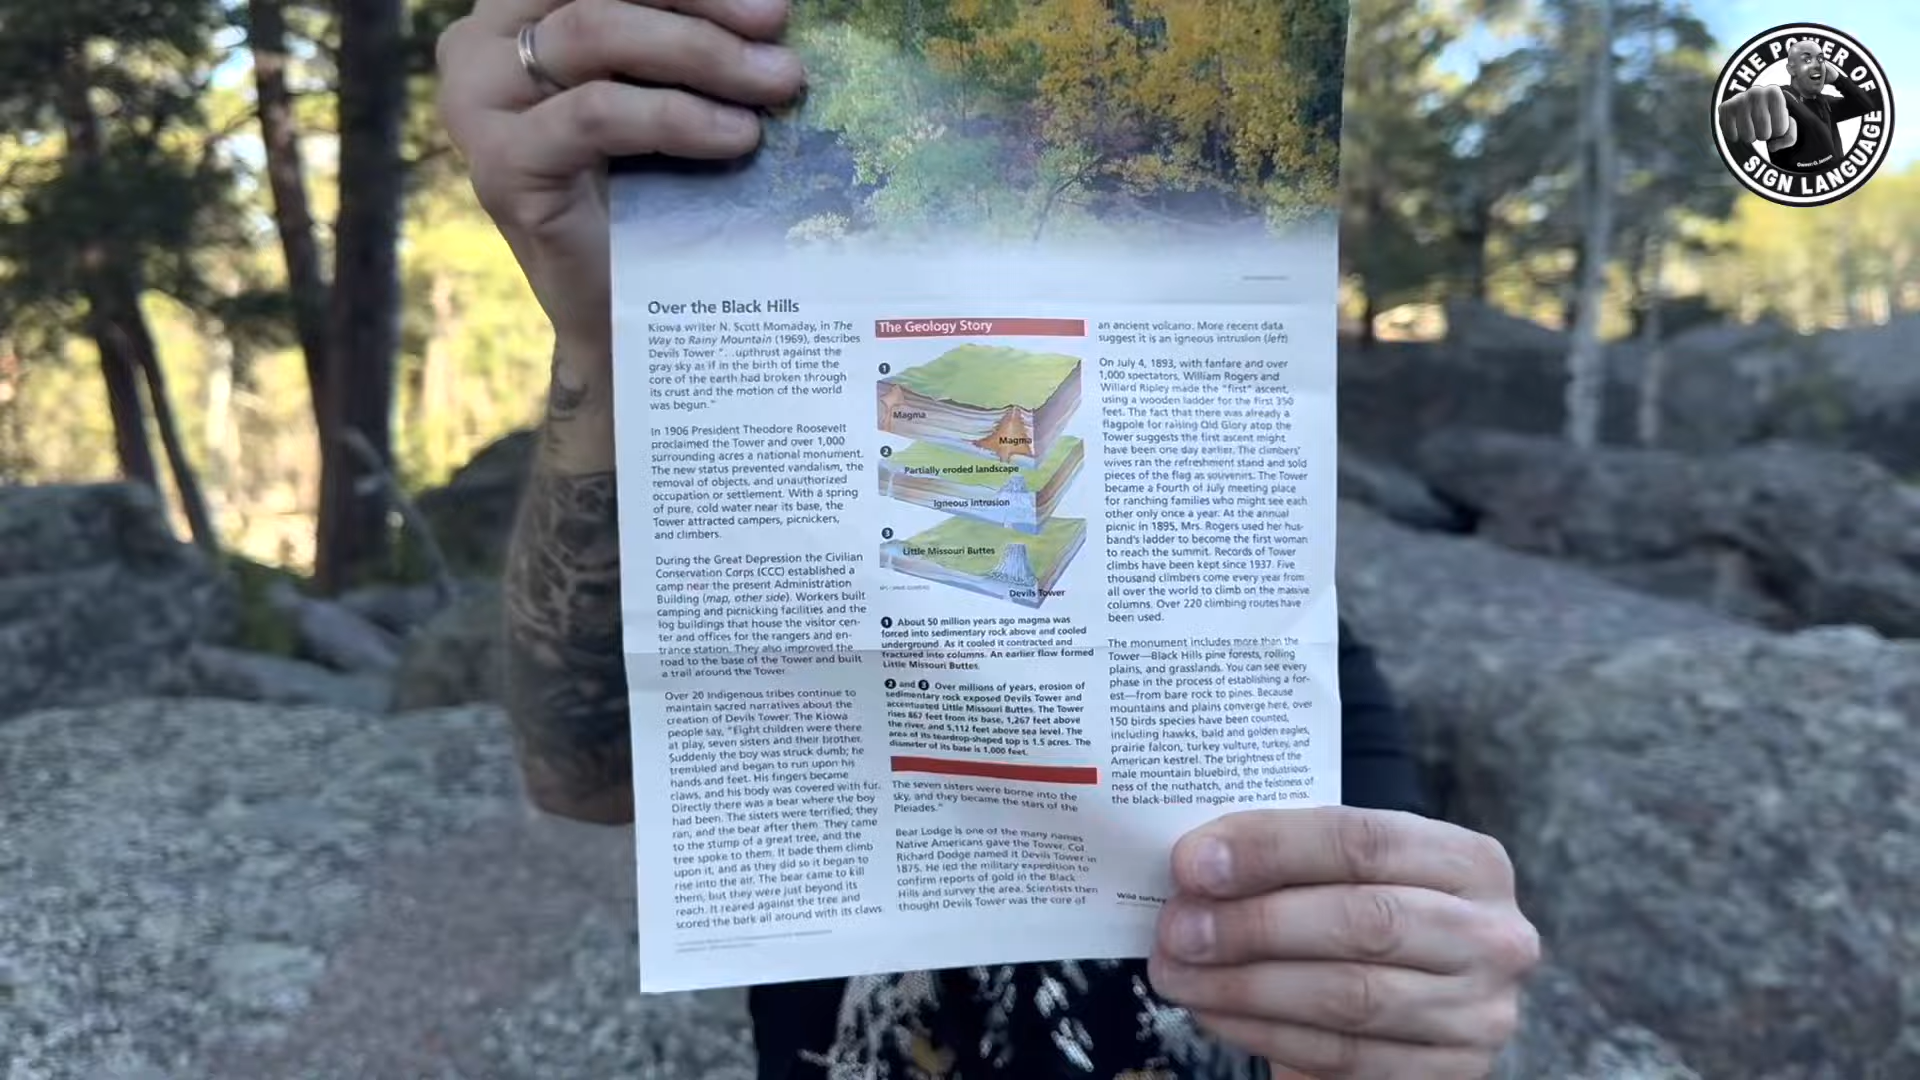 THE POWER OF
SIGN LANGUAGE
Over the Black Hills
Kiowa writer N. Scott Momaday, in The
Way to Rainy Mountain (1969), describes
Devils Tower “. . .upthrust against the
gray sky as if in the birth of time the
core of the earth had broken through
its crust and the motion of the world
was begun.”
In 1906 President Theodore Roosevelt
proclaimed the Tower and over 1,000
surrounding acres a national monument.
The new status prevented vandalism, the
removal of objects, and unauthorized
occupation or settlement. With a spring
of pure, cold water near its base, the
Tower attracted campers, picnickers,
and climbers.
During the Great Depression the Civilian
Conservation Corps (CCC) established a
camp near the present Administration
Building (map, other side). Workers built
camping and picnicking facilities and the
log buildings that house the visitor cen-
ter and offices for the rangers and en-
trance station. They also improved the
road to the base of the Tower and built
a trail around the Tower.
Over 20 Indigenous tribes continue to
maintain sacred narratives about the
creation of Devils Tower. The Kiowa
people say, “Eight children were there
at play, seven sisters and their brother.
Suddenly the boy was struck dumb; he
trembled and began to run upon his
hands and feet. His fingers became
claws, and his body was covered with fur.
Directly there was a bear where the boy
had been. The sisters were terrified; they
ran, and the bear after them. They came
to the stump of a great tree, and the
tree spoke to them. It bade them climb
upon it, and as they did so it began to
rise into the air. The bear came to kill
them, but they were just beyond its
reach. It reared against the tree and
scored the bark all around with its claws.
The Geology Story
1
Magma
Magma
2
Partially eroded landscape
Igneous intrusion
3
Little Missouri Buttes
Devils Tower
1 About 50 million years ago magma was
forced into sedimentary rock above and cooled
underground. As it cooled it contracted and
fractured into columns. An earlier flow formed
Little Missouri Buttes.
2 and 3 Over millions of years, erosion of
sedimentary rock exposed Devils Tower and
accentuated Little Missouri Buttes. The Tower
rises 867 feet from its base, 1,267 feet above
the river, and 5,112 feet above sea level. The
area of its teardrop-shaped top is 1.5 acres. The
diameter of its base is 1,000 feet.
The seven sisters were borne into the
sky, and they became the stars of the
Pleiades.”
Bear Lodge is one of the many names
Native Americans gave the Tower. Col.
Richard Dodge named it Devils Tower in
1875. He led the military expedition to
confirm reports of gold in the Black
Hills and survey the area. Scientists then
thought Devils Tower was the core of
an ancient volcano. More recent data
suggest it is an igneous intrusion (left)
On July 4, 1893, with fanfare and over
1,000 spectators, William Rogers and
Willard Ripley made the “first” ascent,
using a wooden ladder for the first 350
feet. The fact that there was already a
flagpole for raising Old Glory atop the
Tower suggests the first ascent might
have been one day earlier. The climbers’
wives ran the refreshment stand and sold
pieces of the flag as souvenirs. The Tower
became a Fourth of July meeting place
for ranching families who might see each
other only once a year. At the annual
picnic in 1895, Mrs. Rogers used her hus-
band’s ladder to become the first woman
to reach the summit. Records of Tower
climbs have been kept since 1937. Five
thousand climbers come every year from
all over the world to climb on the massive
columns. Over 220 climbing routes have
been used.
The monument includes more than the
Tower—Black Hills pine forests, rolling
plains, and grasslands. You can see every
phase in the process of establishing a for-
est—from bare rock to pines. Because
mountains and plains converge here, over
150 birds species have been counted,
including hawks, bald and golden eagles,
prairie falcon, turkey vulture, turkey, and
American kestrel. The brightness of the
male mountain bluebird, the industrious-
ness of the nuthatch, and the feistiness of
the black-billed magpie are hard to miss.
Wild turkey